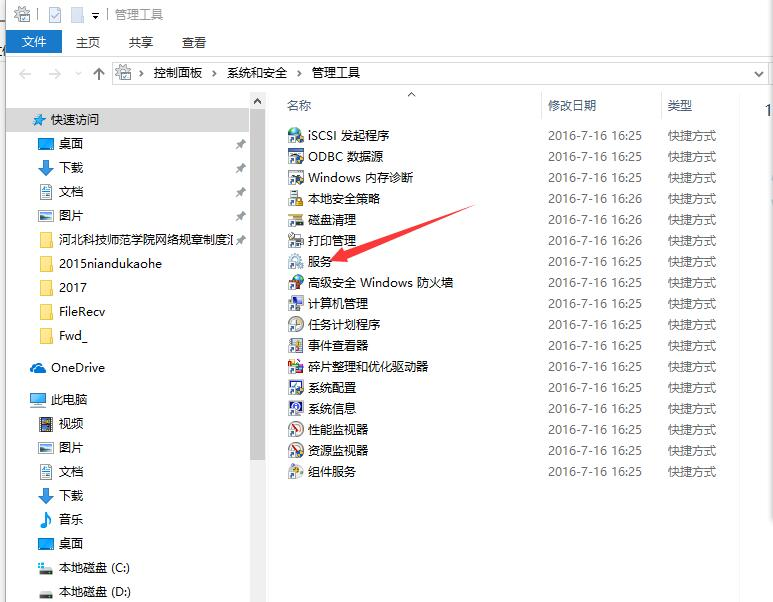 管理工具
文件 主页 共享 查看
控制面板 系统和安全 管理工具
快速访问
桌面
下载
文档
图片
河北科技师范学院网络规章制度汇
2015niandukaohe
2017
FileRecv
Fwd_
OneDrive
此电脑
视频
图片
文档
下载
音乐
桌面
本地磁盘 (C:)
本地磁盘 (D:)
名称 修改日期 类型
iSCSI 发起程序 2016-7-16 16:25 快捷方式
ODBC 数据源 2016-7-16 16:25 快捷方式
Windows 内存诊断 2016-7-16 16:25 快捷方式
本地安全策略 2016-7-16 16:26 快捷方式
磁盘清理 2016-7-16 16:26 快捷方式
打印管理 2016-7-16 16:26 快捷方式
服务 2016-7-16 16:25 快捷方式
高级安全 Windows 防火墙 2016-7-16 16:25 快捷方式
计算机管理 2016-7-16 16:25 快捷方式
任务计划程序 2016-7-16 16:25 快捷方式
事件查看器 2016-7-16 16:25 快捷方式
碎片整理和优化驱动器 2016-7-16 16:25 快捷方式
系统配置 2016-7-16 16:25 快捷方式
系统信息 2016-7-16 16:25 快捷方式
性能监视器 2016-7-16 16:25 快捷方式
资源监视器 2016-7-16 16:25 快捷方式
组件服务 2016-7-16 16:25 快捷方式